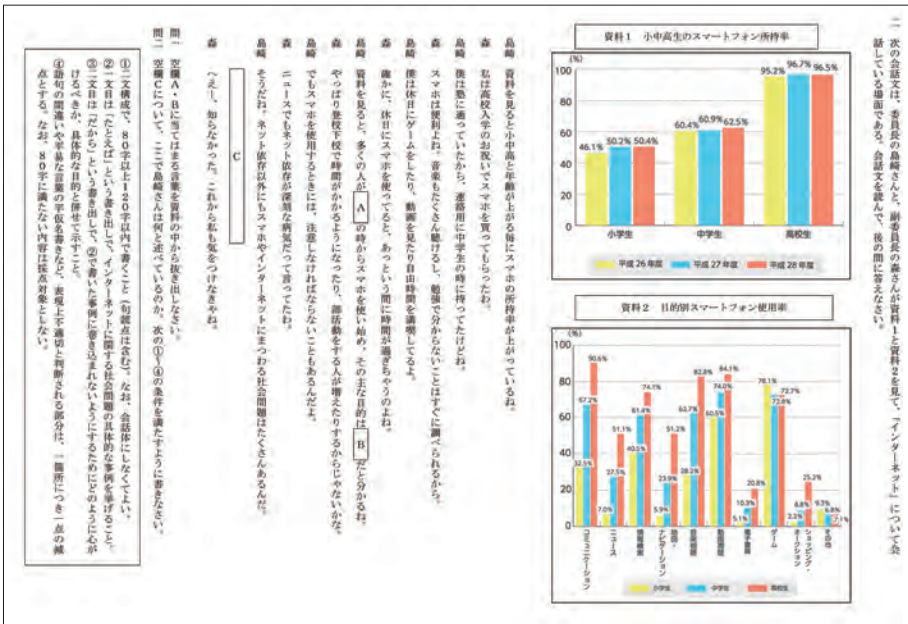 二 次の会話文は、委員長の島崎さんと、副委員長の森さんが資料1と資料2を見て、「インターネット」について会
話している場面である。会話文を読んで、後の問に答えなさい。
資料1 小中高生のスマートフォン所持率
(%)
100
80
60
40
20
0
46.1%
50.2%
50.4%
60.4%
60.9%
62.5%
95.2%
96.7%
96.5%
小学生
中学生
高校生
平成26年度
平成27年度
平成28年度
資料2 目的別スマートフォン使用率
(%)
100
80
60
40
20
0
32.5%
67.2%
90.6%
7.0%
27.5%
51.1%
40.5%
61.4%
74.1%
5.9%
23.9%
51.2%
28.2%
62.7%
82.8%
60.5%
74.0%
84.1%
5.1%
10.3%
20.8%
78.1%
72.8%
72.7%
2.2%
8.8%
25.2%
9.3%
6.8%
7.1%
コミュニケーション
ニュース
情報検索
地図・
ナビゲーション
音楽視聴
動画視聴
電子書籍
ゲーム
ショッピング・
オークション
その他
小学生
中学生
高校生
島崎 資料を見ると小中高と年齢が上がる毎にスマホの所持率が上がっているね。
森 私は高校入学のお祝いでスマホを買ってもらったわ。
島崎 僕は塾に通っていたから、連絡用に中学生の時に持ってたけどね。
森 スマホは便利よね。音楽もたくさん聴けるし、勉強で分からないことはすぐに調べられるから。
島崎 僕は休日にゲームをしたり、動画を見たり自由時間を満喫してるよ。
森 確かに、休日にスマホを使ってると、あっという間に時間が過ぎちゃうのよね。
島崎 資料を見ると、多くの人が A の時からスマホを使い始め、その主な目的は B だと分かるね。
森 やっぱり登校下校で時間がかかるようになったり、部活動をする人が増えたりするからじゃないかな。
島崎 でもスマホを使用するときには、注意しなければならないこともあるんだよ。
森 ニュースでもネット依存が深刻な病気だって言ってたわ。
島崎 そうだね。ネット依存以外にもスマホやインターネットにまつわる社会問題はたくさんあるんだ。
C
森 へえー、知らなかった。これから私も気をつけなきゃね。
問一 空欄A・Bに当てはまる言葉を資料の中から抜き出しなさい。
問二 空欄Cについて、ここで島崎さんは何と述べているのか、次の①~④の条件を満たすように書きなさい。
①二文構成で、80字以上120字以内で書くこと(句読点は含む)。なお、会話体にしなくてよい。
②一文目は「たとえば」という書き出しで、インターネットに関する社会問題の具体的な事例を挙げること。
③二文目は「だから」という書き出しで、②で書いた事例に巻き込まれないようにするためにどのように心が
けるべきか、具体的な目的と併せて示すこと。
④語句の間違いや平易な言葉の平仮名書きなど、表現上不適切と判断される部分は、一箇所につき一点の減
点とする。なお、80字に満たない内容は採点対象としない。